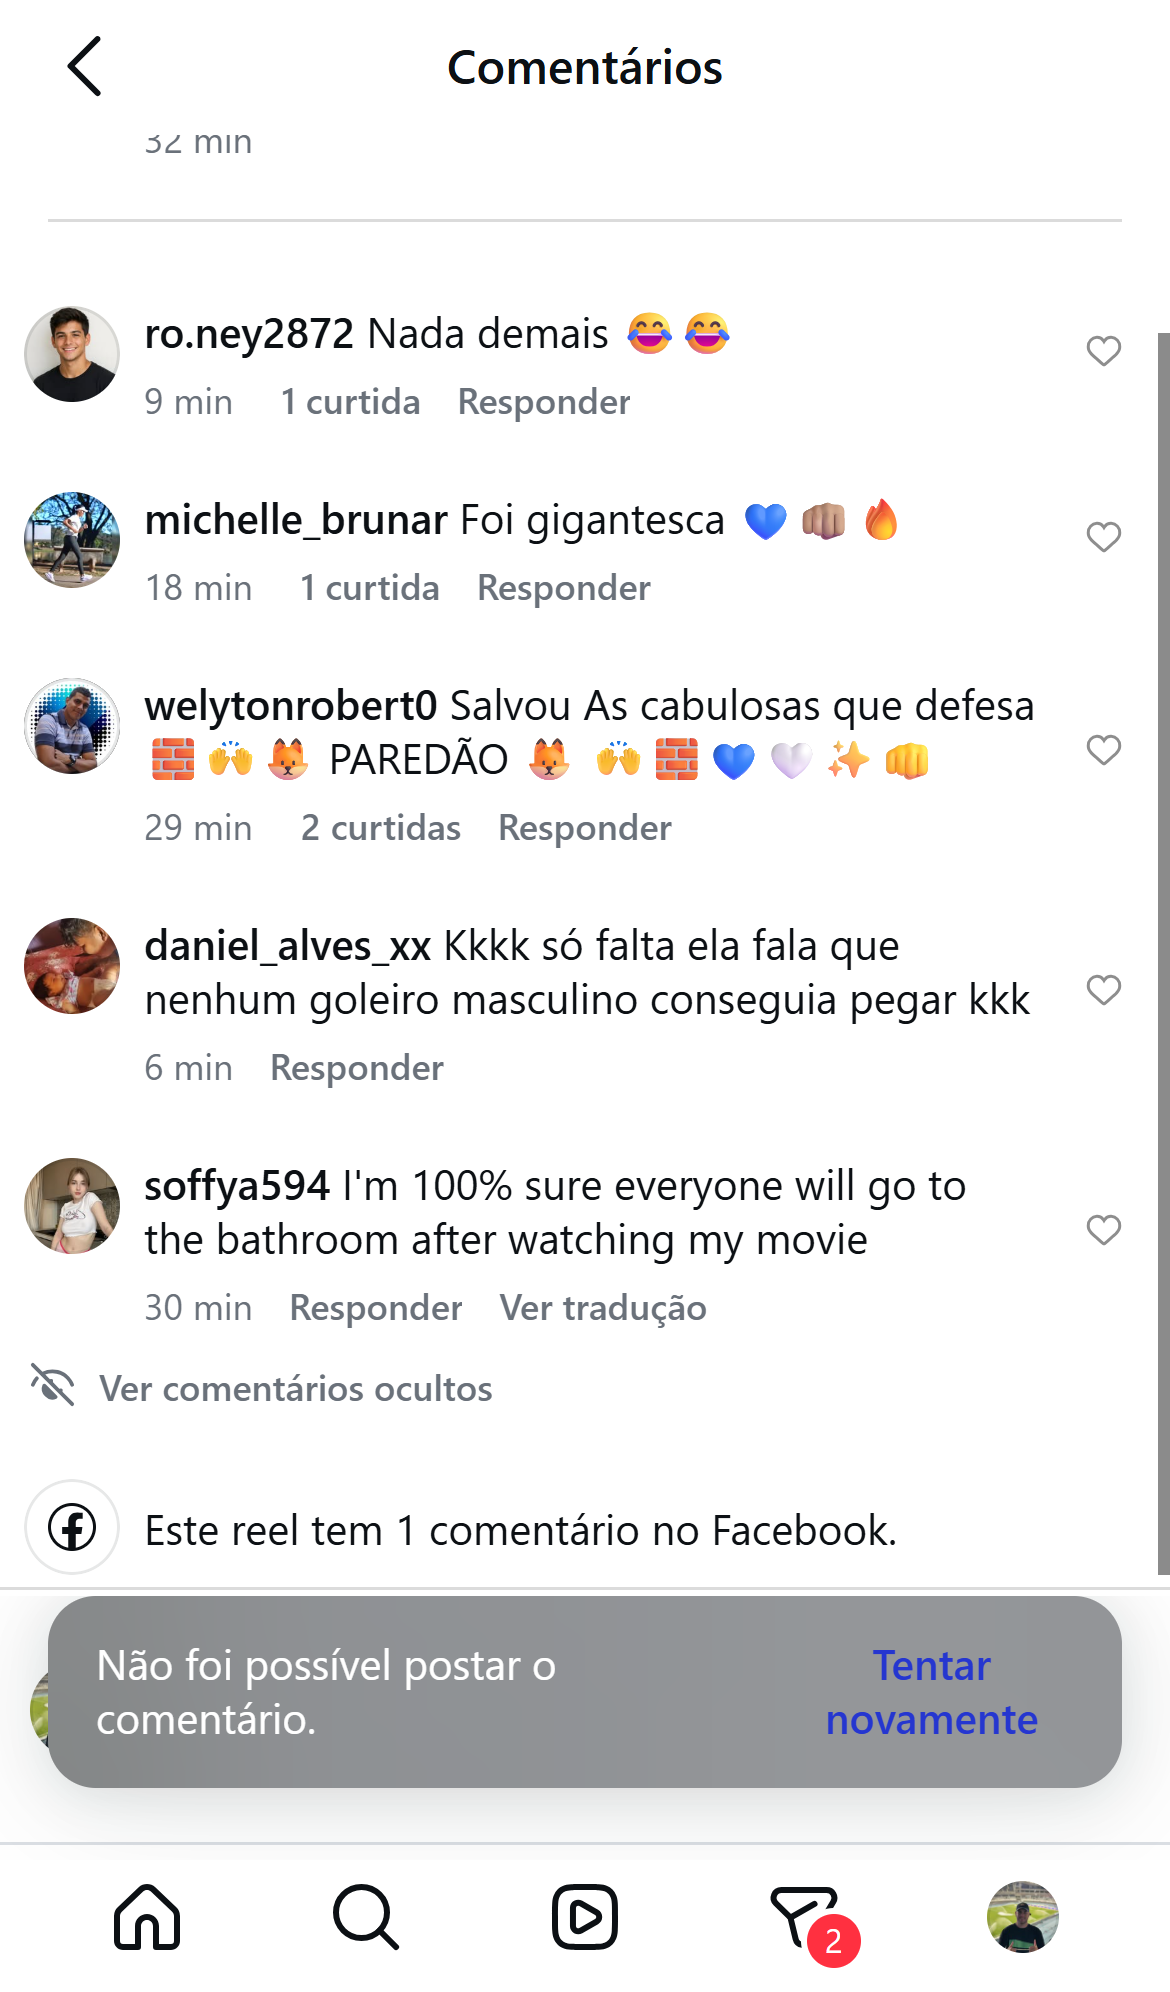 Comentários
32 min
ro.ney2872 Nada demais 😂😂
9 min 1 curtida Responder
michelle_brunar Foi gigantesca 💙👊🏽🔥
18 min 1 curtida Responder
welytonrobert0 Salvou As cabulosas que defesa
🧱🙌🦊 PAREDÃO 🦊 🙌🧱💙🤍✨👊
29 min 2 curtidas Responder
daniel_alves_xx Kkkk só falta ela fala que
nenhum goleiro masculino conseguia pegar kkk
6 min Responder
soffya594 I'm 100% sure everyone will go to
the bathroom after watching my movie
30 min Responder Ver tradução
Ver comentários ocultos
Este reel tem 1 comentário no Facebook.
Não foi possível postar o
comentário.
Tentar
novamente
2